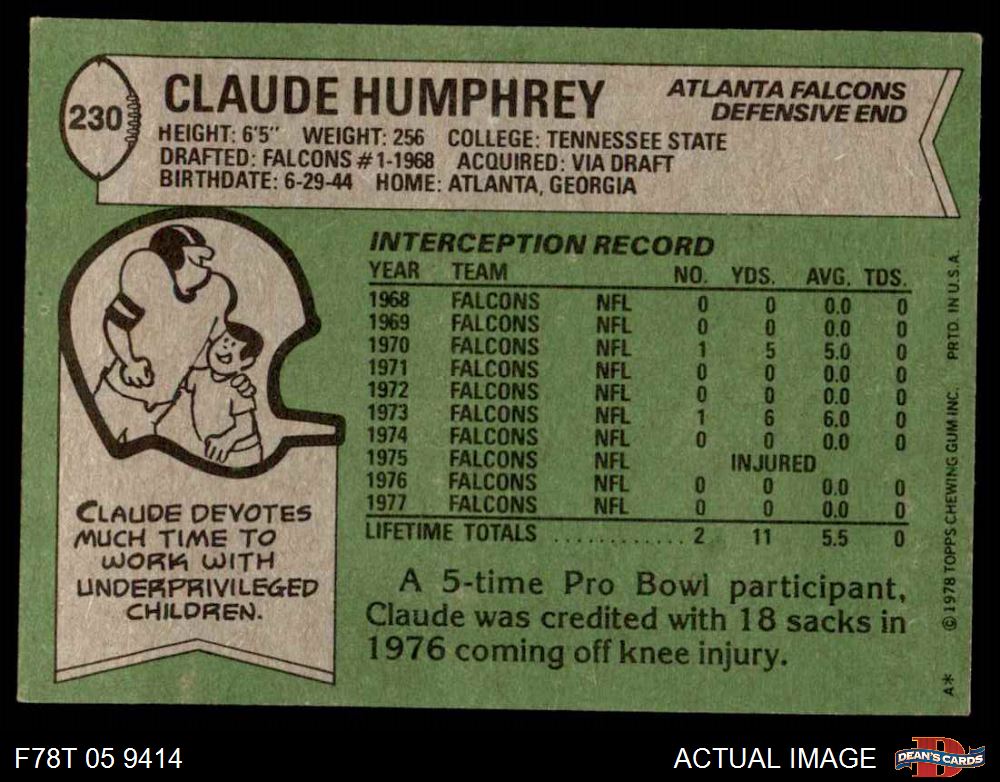 230
CLAUDE HUMPHREY
ATLANTA FALCONS
DEFENSIVE END
HEIGHT: 6'5" WEIGHT: 256 COLLEGE: TENNESSEE STATE
DRAFTED: FALCONS #1-1968 ACQUIRED: VIA DRAFT
BIRTHDATE: 6-29-44 HOME: ATLANTA, GEORGIA
INTERCEPTION RECORD
YEAR TEAM NO. YDS. AVG. TDS.
1968 FALCONS NFL 0 0 0.0 0
1969 FALCONS NFL 0 0 0.0 0
1970 FALCONS NFL 1 5 5.0 0
1971 FALCONS NFL 0 0 0.0 0
1972 FALCONS NFL 0 0 0.0 0
1973 FALCONS NFL 1 6 6.0 0
1974 FALCONS NFL 0 0 0.0 0
1975 FALCONS NFL INJURED
1976 FALCONS NFL 0 0 0.0 0
1977 FALCONS NFL 0 0 0.0 0
LIFETIME TOTALS ............ 2 11 5.5 0
CLAUDE DEVOTES
MUCH TIME TO
WORK WITH
UNDERPRIVILEGED
CHILDREN.
A 5-time Pro Bowl participant,
Claude was credited with 18 sacks in
1976 coming off knee injury.
A* ©1978 TOPPS CHEWING GUM INC. PRTD. IN U.S.A.
F78T 05 9414
ACTUAL IMAGE
D
DEAN'S CARDS